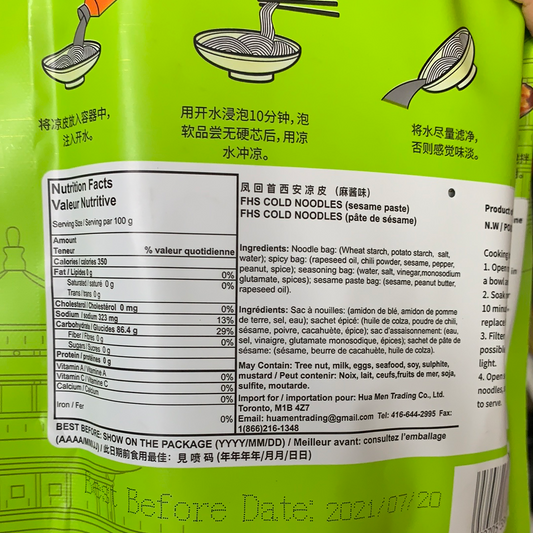 将凉皮放入容器中,
注入开水。
用开水浸泡10分钟,泡
软品尝无硬芯后,用凉
水冲凉。
将水尽量滤净,
否则感觉味淡。
Nutrition Facts
Valeur Nutritive
Serving Size / Serving par 100 g
Amount
Teneur % valeur quotidienne
Calories / calories 350
Fat / Lipides 0 g 0%
Saturated / saturé 0 g 0%
Trans / trans 0 g
Cholesterol / Cholestérol 0 mg 0%
Sodium / sodium 323 mg 13%
Carbohydrate / Glucides 86.4 g 29%
Fiber / Fibres 0 g 0%
Sugars / Sucres 0 g
Protein / protéines 0 g
Vitamin A / Vitamine A 0%
Vitamin C / Vitamine C 0%
Calcium / Calcium 0%
Iron / Fer 0%
凤回首西安凉皮 (麻酱味)
FHS COLD NOODLES (sesame paste)
FHS COLD NOODLES (pâte de sésame)
Ingredients: Noodle bag: (Wheat starch, potato starch, salt,
water); spicy bag: (rapeseed oil, chili powder, sesame, pepper,
peanut, spice); seasoning bag: (water, salt, vinegar,monosodium
glutamate, spices); sesame paste bag: (sesame, peanut butter,
rapeseed oil).
Ingrédients: Sac à nouilles: (amidon de blé, amidon de pomme
de terre, sel, eau); sachet épicé: (huile de colza, poudre de chili,
sésame, poivre, cacahuète, épice); sac d'assaisonnement: (eau,
sel, vinaigre, glutamate monosodique, épices); sachet de pâte de
sésame: (sésame, beurre de cacahuète, huile de colza).
May Contain: Tree nut, milk, eggs, seafood, soy, sulphite,
mustard / Peut contenir: Noix, lait, ceufs,fruits de mer, soja,
sulfite, moutarde.
Import for / importation pour: Hua Men Trading Co., Ltd.
Toronto, M1B 4Z7
Email: huamentrading@gmail.com Tel: 416-644-2995 Fax:
1(866)216-1348
BEST BEFORE: SHOW ON THE PACKAGE (YYYY/MM/DD) / Meilleur avant: consultez l'emballage
(AAAA/MM/JJ) / 此日期前食用最佳: 見喷码 (年年年年/月月/日日)
Best Before Date: 2021/07/20
Product
N.W / 
Cooking
1. Open
a bowl
2. Soak
10 minu
replace
3. Filter
possible
light.
4. Open
noodles,
to serve.